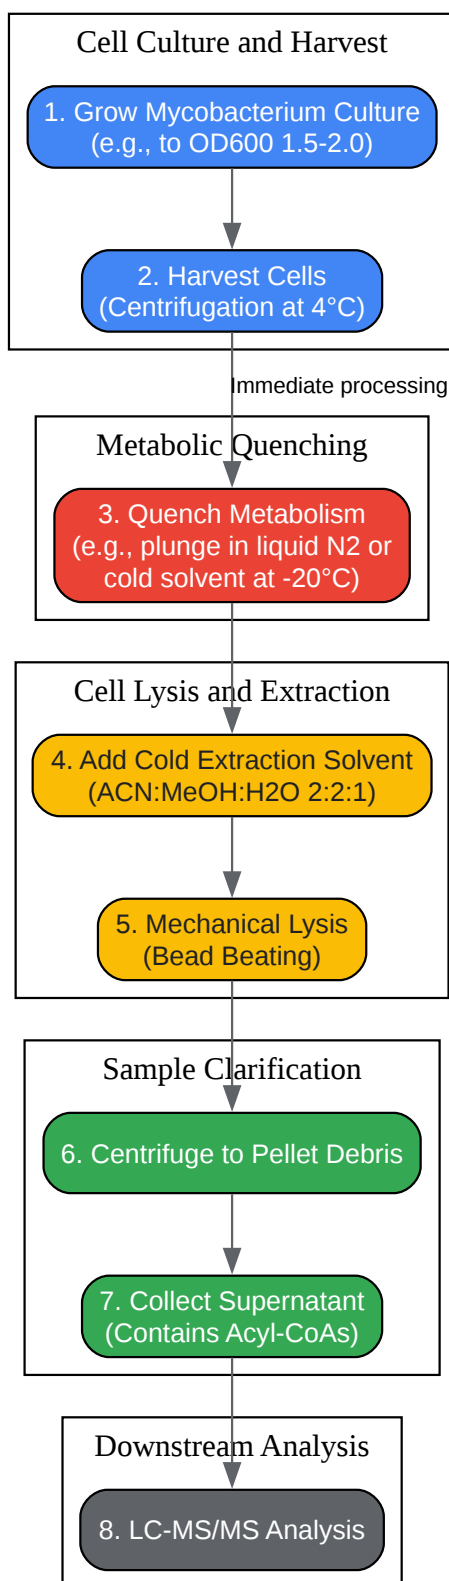 Cell Culture and Harvest
1. Grow Mycobacterium Culture
(e.g., to OD600 1.5-2.0)
2. Harvest Cells
(Centrifugation at 4°C)
Immediate processing
Metabolic Quenching
3. Quench Metabolism
(e.g., plunge in liquid N2 or
cold solvent at -20°C)
Cell Lysis and Extraction
4. Add Cold Extraction Solvent
(ACN:MeOH:H2O 2:2:1)
5. Mechanical Lysis
(Bead Beating)
Sample Clarification
6. Centrifuge to Pellet Debris
7. Collect Supernatant
(Contains Acyl-CoAs)
Downstream Analysis
8. LC-MS/MS Analysis